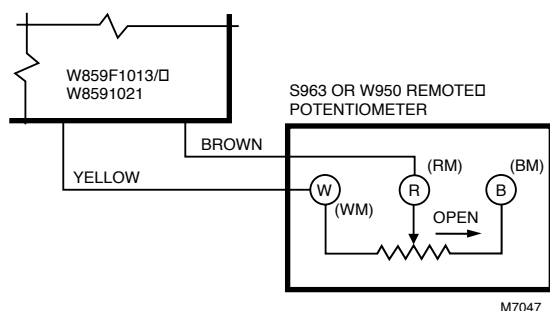 W859F1013/□
W8591021
S963 OR W950 REMOTE□
POTENTIOMETER
BROWN
YELLOW
W
(WM)
R
(RM)
B
(BM)
OPEN
M7047